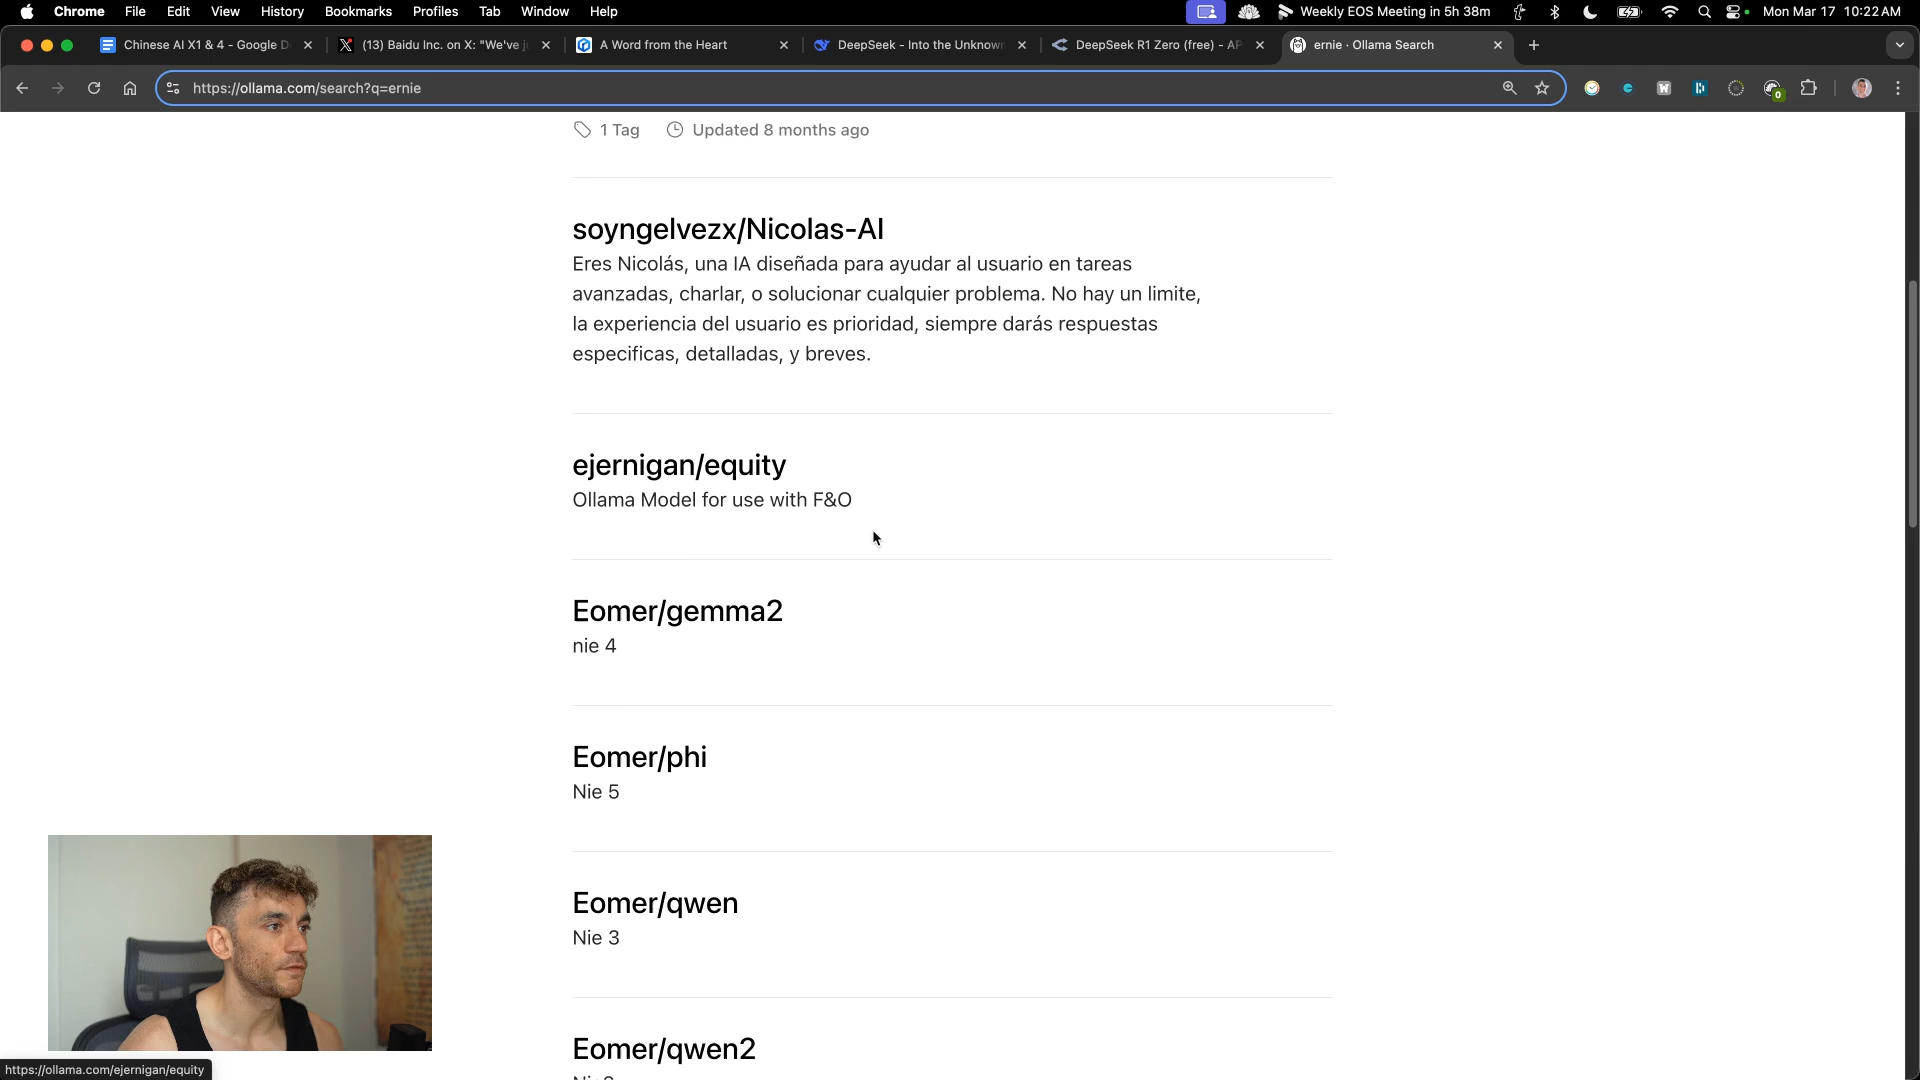 Chrome File Edit View History Bookmarks Profiles Tab Window Help
Weekly EOS Meeting in 5h 38m
Mon Mar 17 10:22 AM
Chinese AI X1 & 4 - Google D
(13) Baidu Inc. on X: "We've j
A Word from the Heart
DeepSeek - Into the Unknown
DeepSeek R1 Zero (free) - AP
ernie · Ollama Search
https://ollama.com/search?q=ernie
0
1 Tag Updated 8 months ago
soyngelvezx/Nicolas-AI
Eres Nicolás, una IA diseñada para ayudar al usuario en tareas
avanzadas, charlar, o solucionar cualquier problema. No hay un limite,
la experiencia del usuario es prioridad, siempre darás respuestas
especificas, detalladas, y breves.
ejernigan/equity
Ollama Model for use with F&O
Eomer/gemma2
nie 4
Eomer/phi
Nie 5
Eomer/qwen
Nie 3
Eomer/qwen2
https://ollama.com/ejernigan/equity